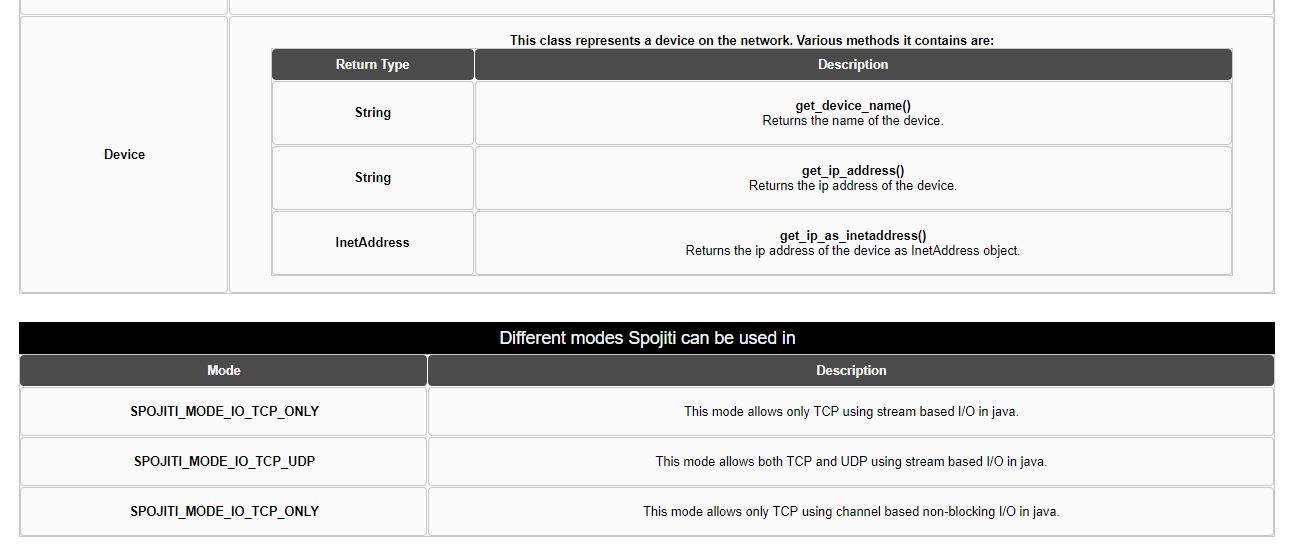 This class represents a device on the network. Various methods it contains are:
Return Type Description
Device
String
get_device_name()
Returns the name of the device.
String
get_ip_address()
Returns the ip address of the device.
InetAddress
get_ip_as_inetaddress()
Returns the ip address of the device as InetAddress object.
Different modes Spojiti can be used in
Mode Description
SPOJITI_MODE_IO_TCP_ONLY This mode allows only TCP using stream based I/O in java.
SPOJITI_MODE_IO_TCP_UDP This mode allows both TCP and UDP using stream based I/O in java.
SPOJITI_MODE_IO_TCP_ONLY This mode allows only TCP using channel based non-blocking I/O in java.